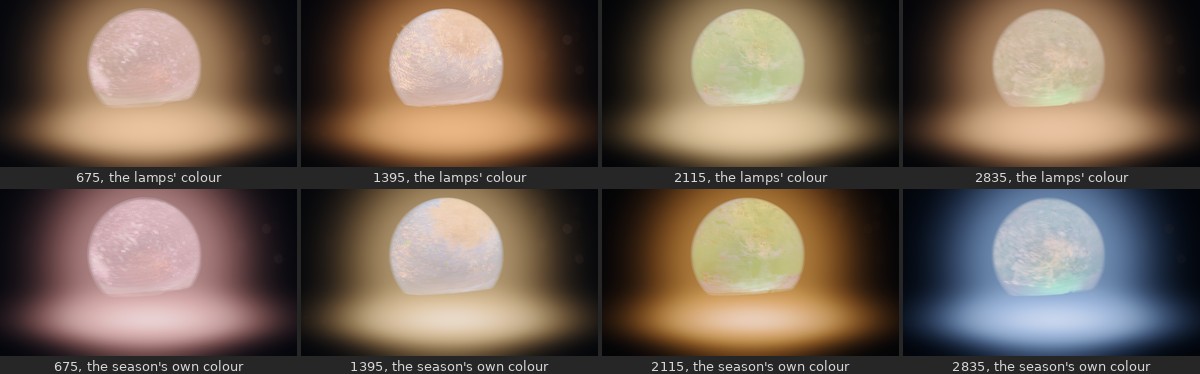 675, the lamps' colour
1395, the lamps' colour
2115, the lamps' colour
2835, the lamps' colour
675, the season's own colour
1395, the season's own colour
2115, the season's own colour
2835, the season's own colour